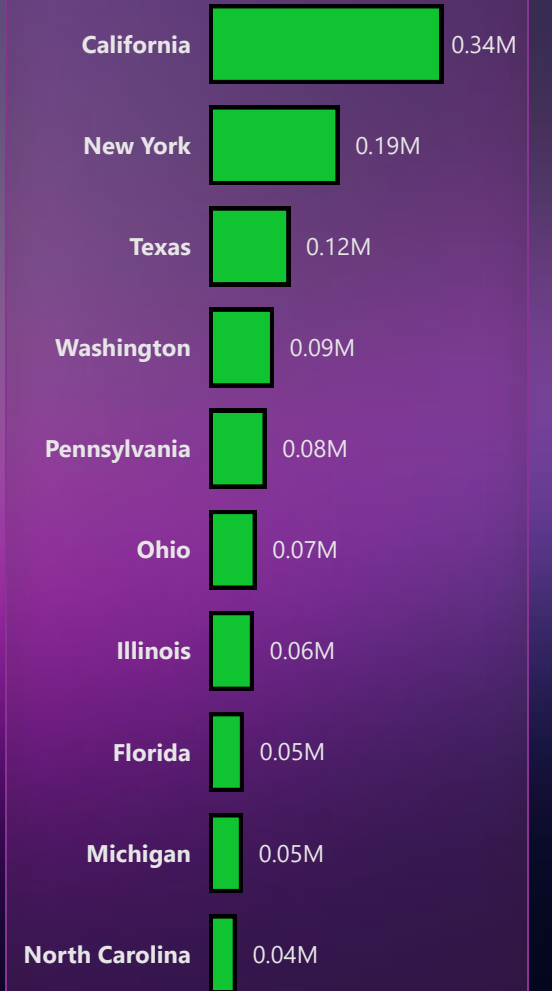 California 0.34M
New York 0.19M
Texas 0.12M
Washington 0.09M
Pennsylvania 0.08M
Ohio 0.07M
Illinois 0.06M
Florida 0.05M
Michigan 0.05M
North Carolina 0.04M